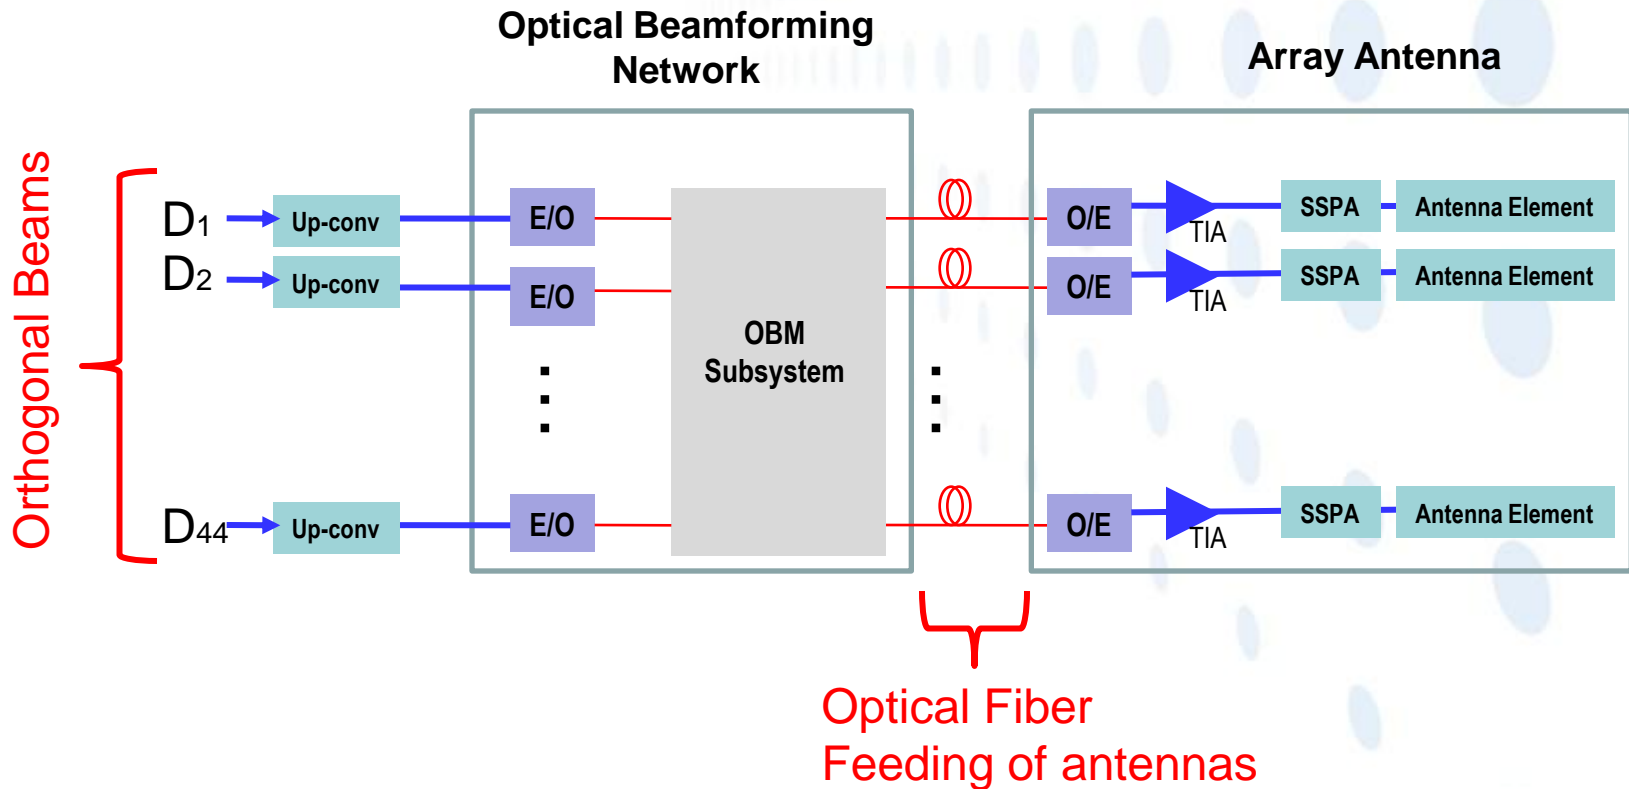 Optical Beamforming
Network
Array Antenna
Orthogonal Beams
D1
Up-conv
E/O
O/E
TIA
SSPA
Antenna Element
D2
Up-conv
E/O
O/E
TIA
SSPA
Antenna Element
OBM
Subsystem
D44
Up-conv
E/O
O/E
TIA
SSPA
Antenna Element
Optical Fiber
Feeding of antennas